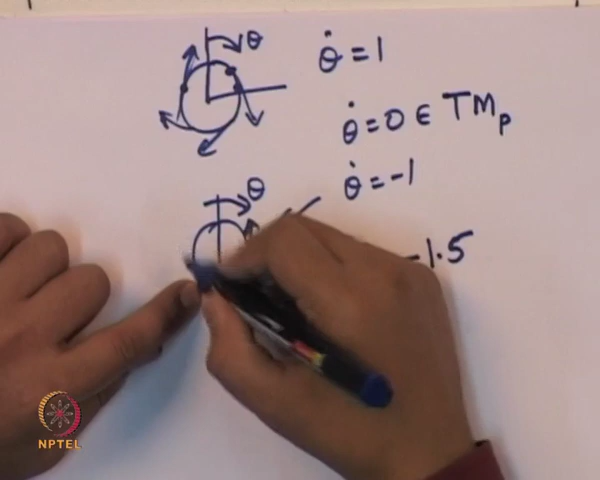 θ
θ̇ = 1
θ̇ = 0 ∈ TMₚ
θ̇ = -1
θ
-1.5
NPTEL